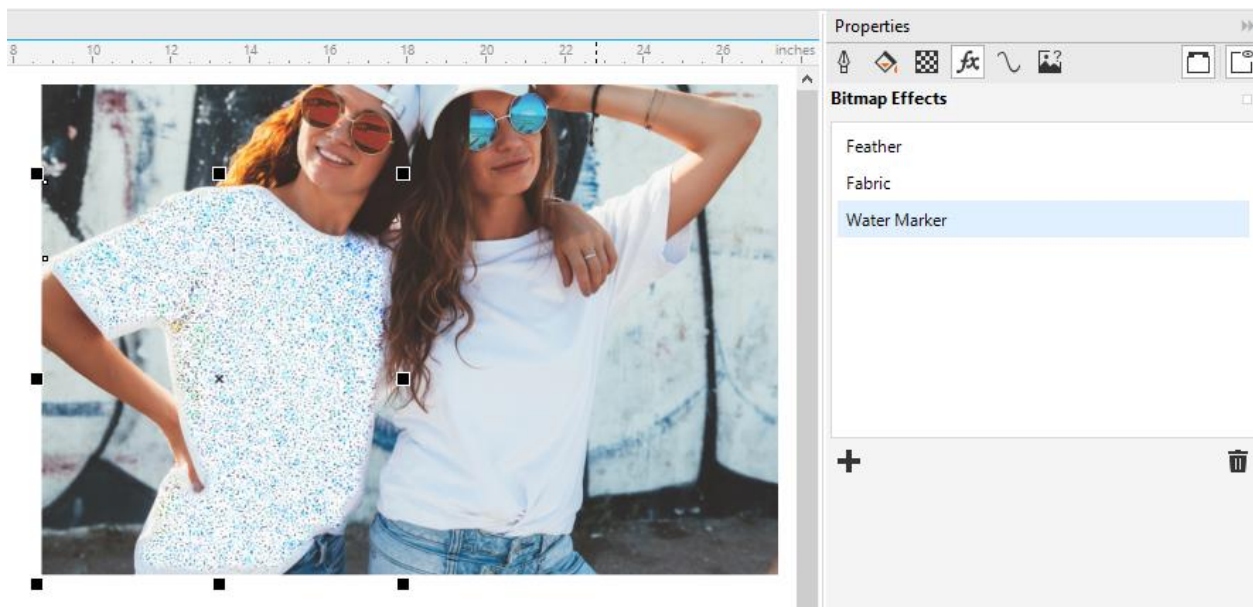 Properties
8 10 12 14 16 18 20 22 24 26 inches
Bitmap Effects
Feather
Fabric
Water Marker